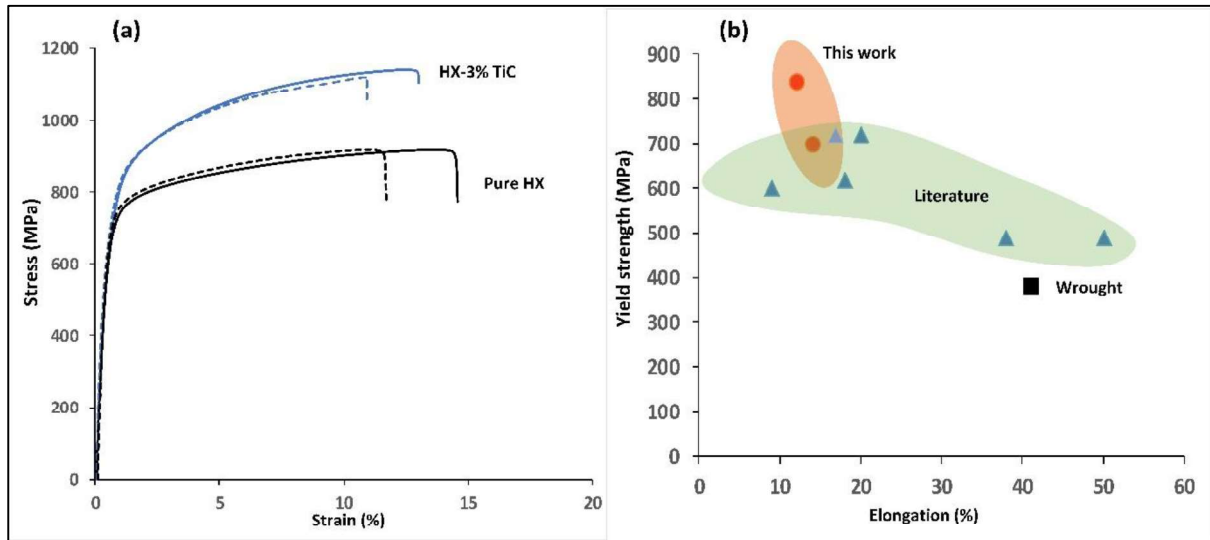 (a)
1200
1000
800
600
400
200
0
0
5
10
15
20
Stress (MPa)
Strain (%)
HX-3% TiC
Pure HX
(b)
900
800
700
600
500
400
300
200
100
0
0
10
20
30
40
50
60
Yield strength (MPa)
Elongation (%)
This work
Literature
Wrought